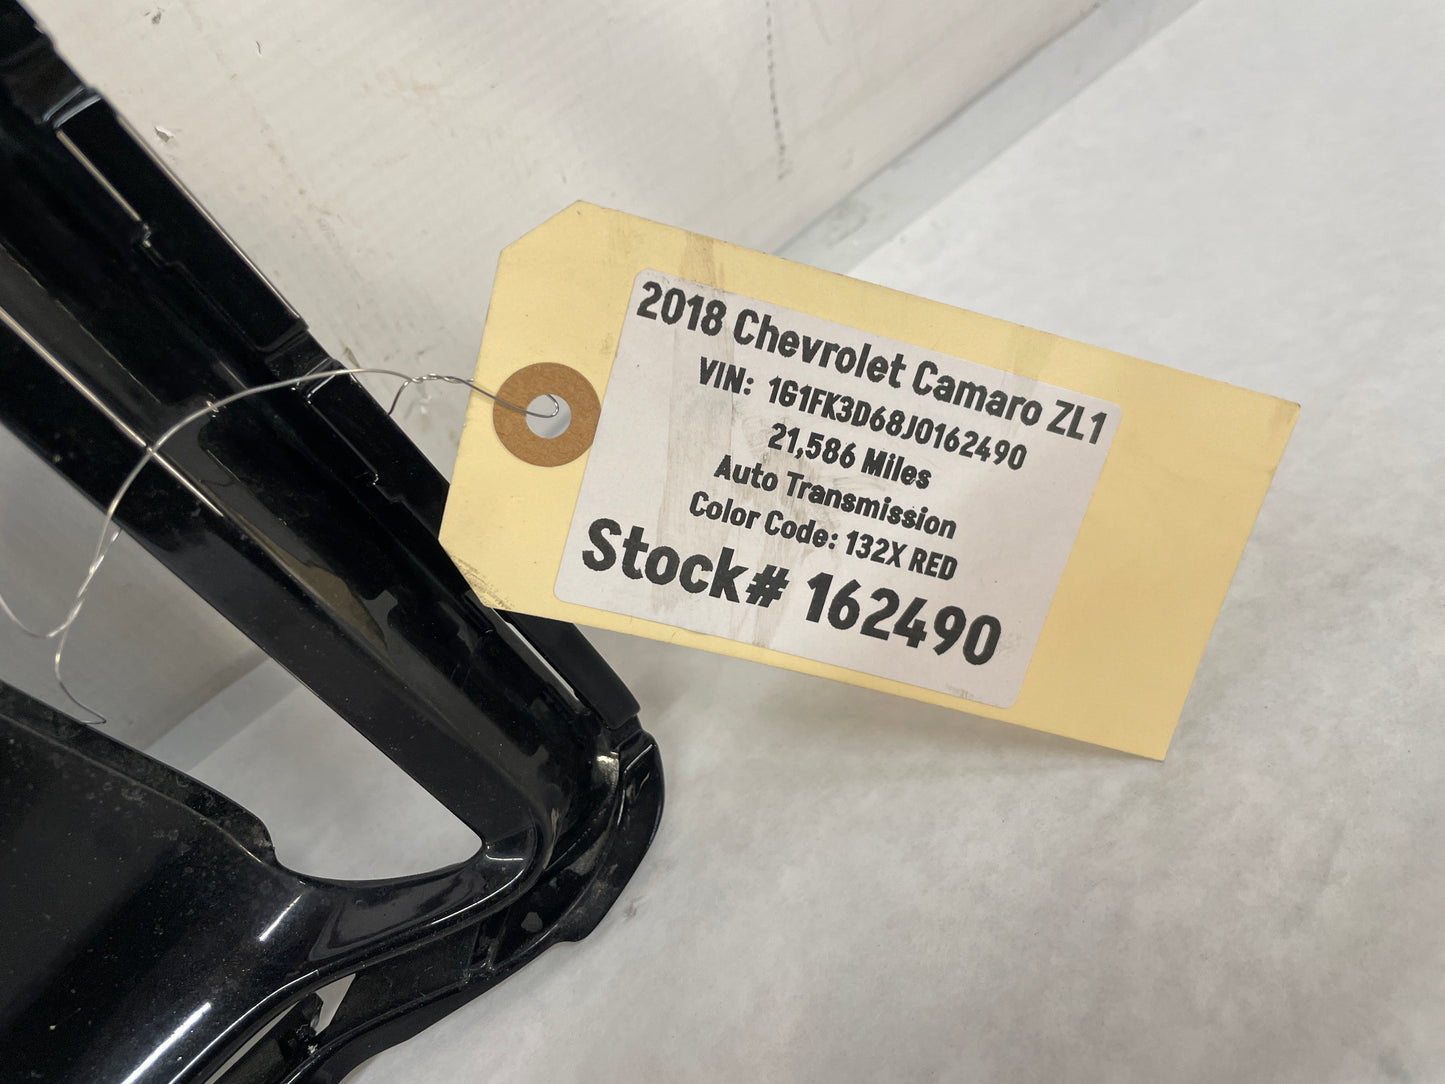 2018 Chevrolet Camaro ZL1
VIN: 1G1FK3D68J0162490
21,586 Miles
Auto Transmission
Color Code: 132X RED
Stock# 162490